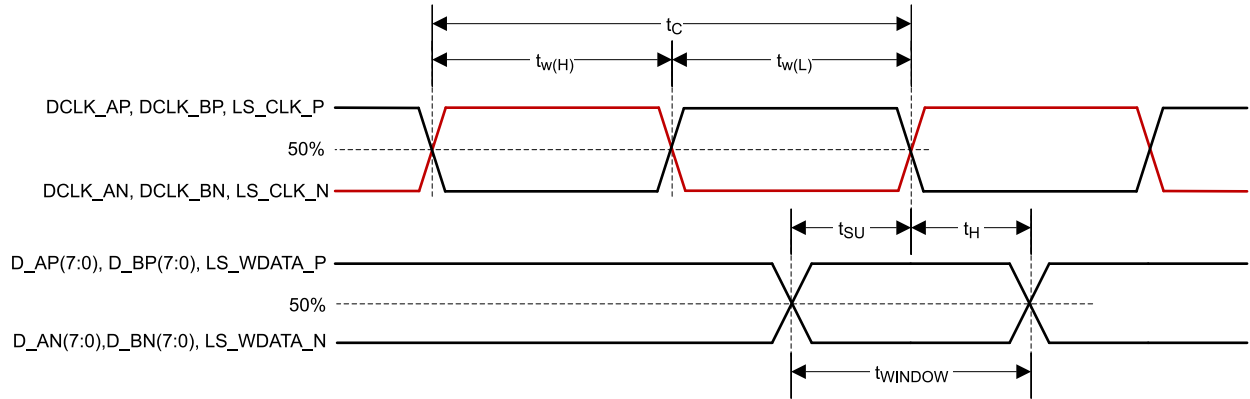 tC
tw(H)
tw(L)
DCLK_AP, DCLK_BP, LS_CLK_P
50%
DCLK_AN, DCLK_BN, LS_CLK_N
tSU
tH
D_AP(7:0), D_BP(7:0), LS_WDATA_P
50%
D_AN(7:0),D_BN(7:0), LS_WDATA_N
tWINDOW